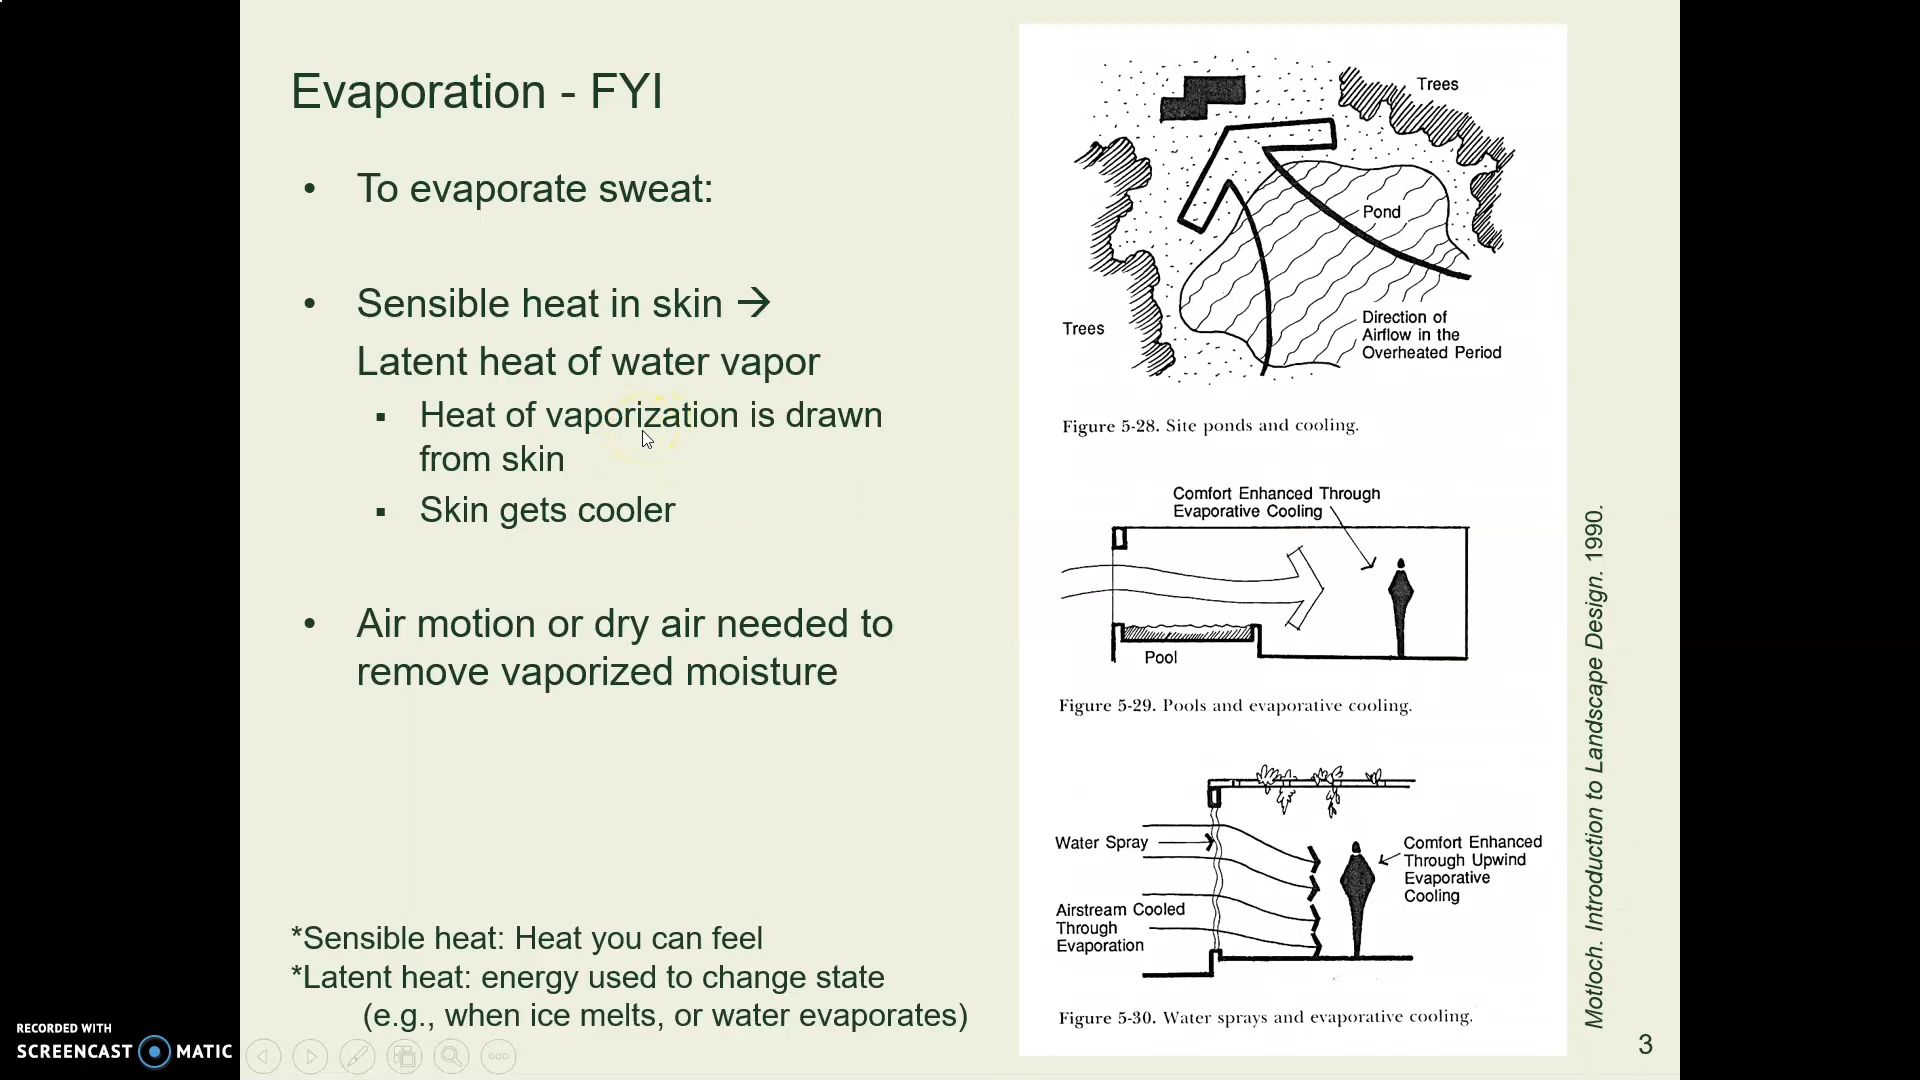 Evaporation - FYI
• To evaporate sweat:
• Sensible heat in skin →
Latent heat of water vapor
▪ Heat of vaporization is drawn
from skin
▪ Skin gets cooler
• Air motion or dry air needed to
remove vaporized moisture
*Sensible heat: Heat you can feel
*Latent heat: energy used to change state
(e.g., when ice melts, or water evaporates)
Trees
Pond
Trees
Direction of
Airflow in the
Overheated Period
Figure 5-28. Site ponds and cooling.
Comfort Enhanced Through
Evaporative Cooling
Pool
Figure 5-29. Pools and evaporative cooling.
Water Spray
Airstream Cooled
Through
Evaporation
Comfort Enhanced
Through Upwind
Evaporative
Cooling
Figure 5-30. Water sprays and evaporative cooling.
Motloch. Introduction to Landscape Design. 1990.
3
RECORDED WITH
SCREENCAST MATIC